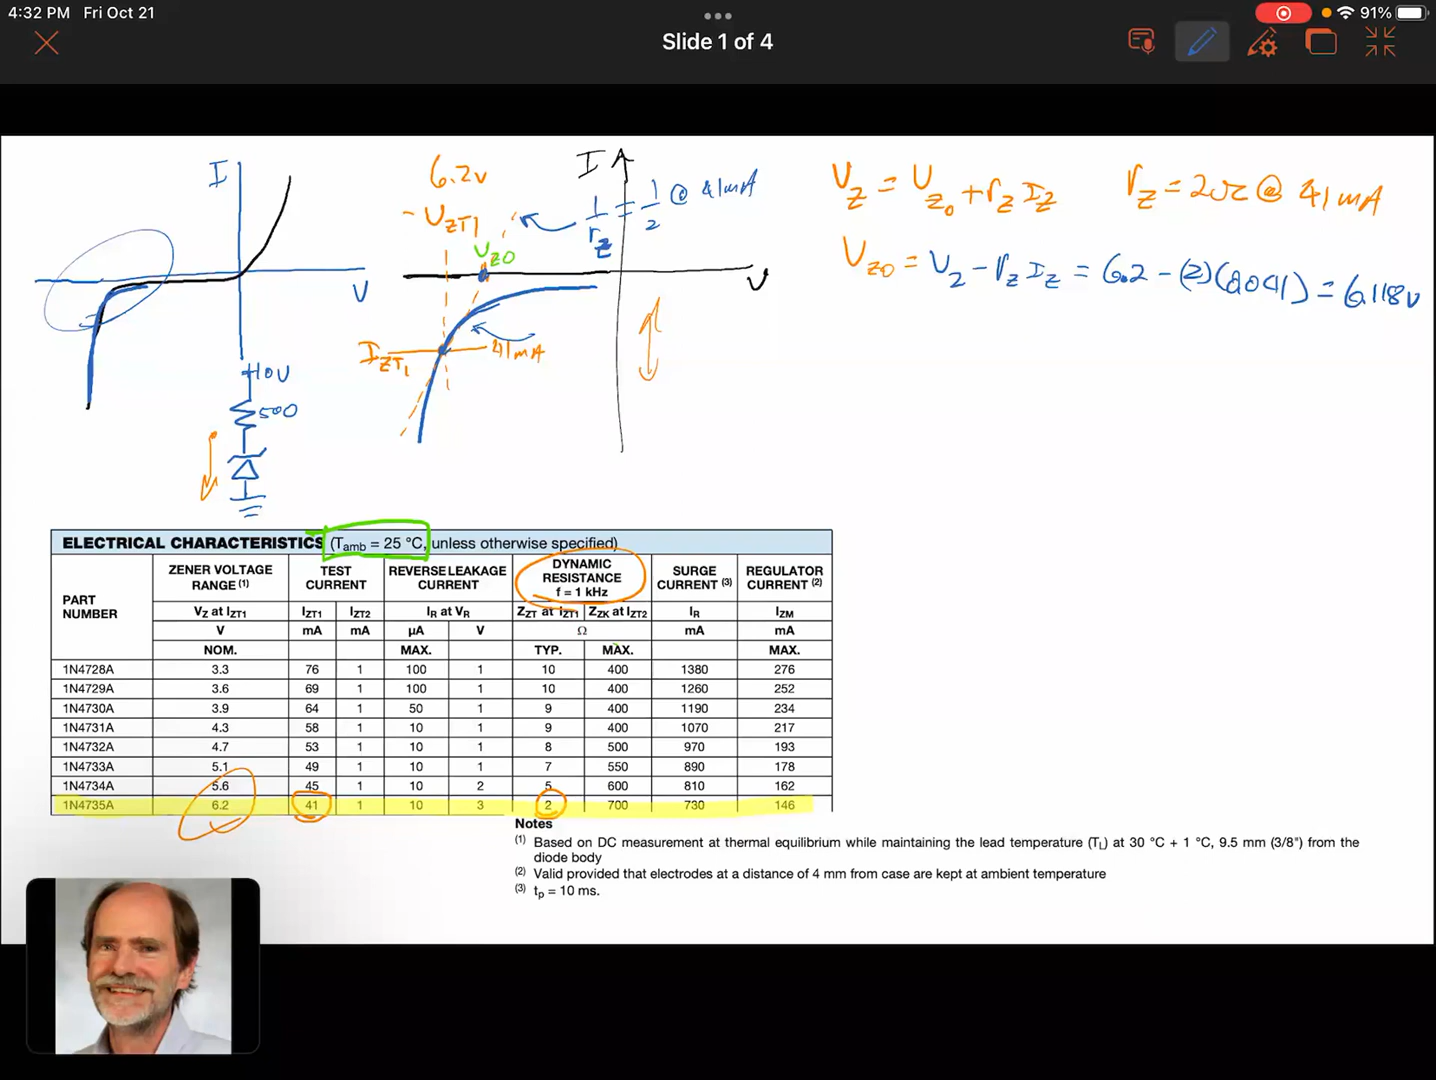 4:32 PM Fri Oct 21
91%
Slide 1 of 4
I
V
+10V
500
6.2v
~ VZT1
VZ0
I
1/rZ = 1/2 @ 41mA
V
IZT1
41mA
VZ = VZ0 + rZ IZ
rZ = 2Ω @ 41mA
VZ0 = VZ - rZ IZ = 6.2 - (2)(0.041) = 6.118v
ELECTRICAL CHARACTERISTICS (Tamb = 25 °C, unless otherwise specified)
PART NUMBER ZENER VOLTAGE RANGE (1) TEST CURRENT REVERSE LEAKAGE CURRENT DYNAMIC RESISTANCE f = 1 kHz SURGE CURRENT (3) REGULATOR CURRENT (2)
VZ at IZT1 IZT1 IZT2 IR at VR ZZT at IZT1 ZZK at IZT2 IR IZM
V mA mA µA V Ω mA mA
NOM. MAX. TYP. MAX. MAX.
1N4728A 3.3 76 1 100 1 10 400 1380 276
1N4729A 3.6 69 1 100 1 10 400 1260 252
1N4730A 3.9 64 1 50 1 9 400 1190 234
1N4731A 4.3 58 1 10 1 9 400 1070 217
1N4732A 4.7 53 1 10 1 8 500 970 193
1N4733A 5.1 49 1 10 1 7 550 890 178
1N4734A 5.6 45 1 10 2 5 600 810 162
1N4735A 6.2 41 1 10 3 2 700 730 146
Notes
(1) Based on DC measurement at thermal equilibrium while maintaining the lead temperature (TL) at 30 °C + 1 °C, 9.5 mm (3/8") from the
diode body
(2) Valid provided that electrodes at a distance of 4 mm from case are kept at ambient temperature
(3) tp = 10 ms.